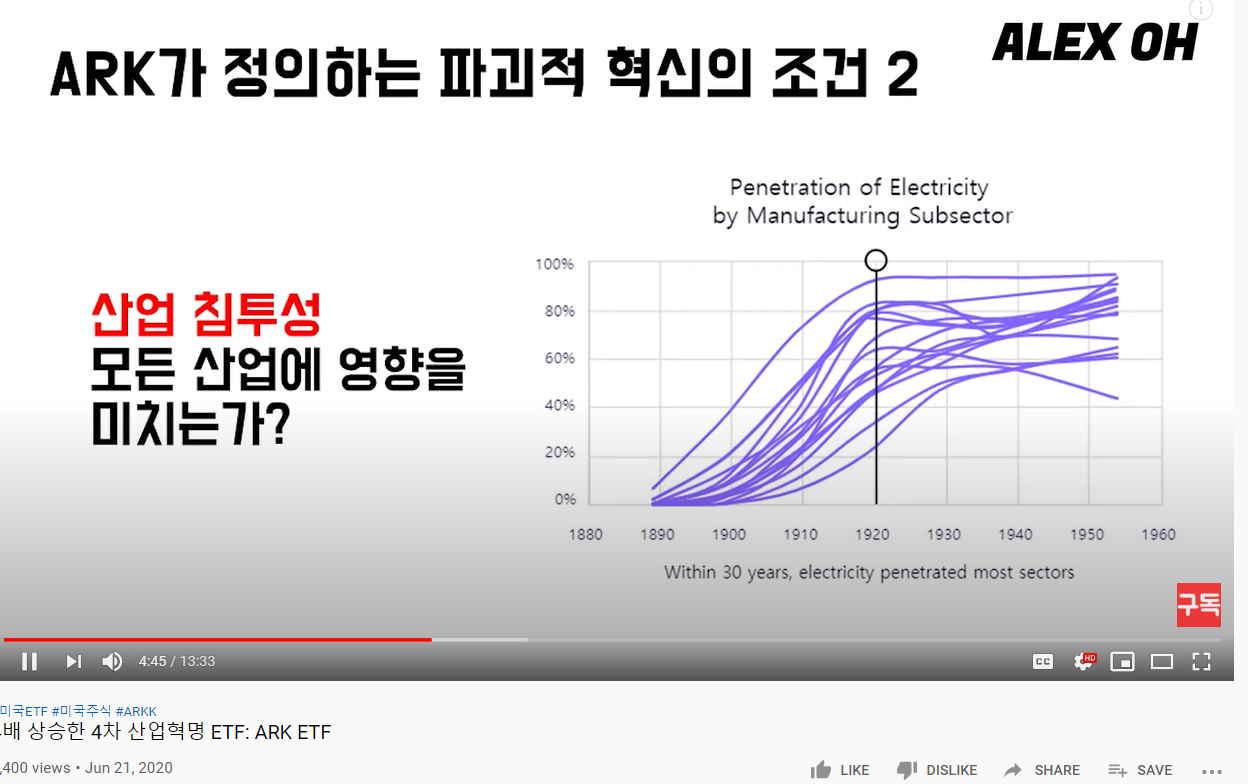 ALEX OH
ARK가 정의하는 파괴적 혁신의 조건 2
Penetration of Electricity
by Manufacturing Subsector
산업 침투성
모든 산업에 영향을
미치는가?
100%
80%
60%
40%
20%
0%
1880 1890 1900 1910 1920 1930 1940 1950 1960
Within 30 years, electricity penetrated most sectors
구독
4:45 / 13:33
CC
HD
미국ETF #미국주식 #ARKK
배 상승한 4차 산업혁명 ETF: ARK ETF
,400 views • Jun 21, 2020
LIKE
DISLIKE
SHARE
SAVE